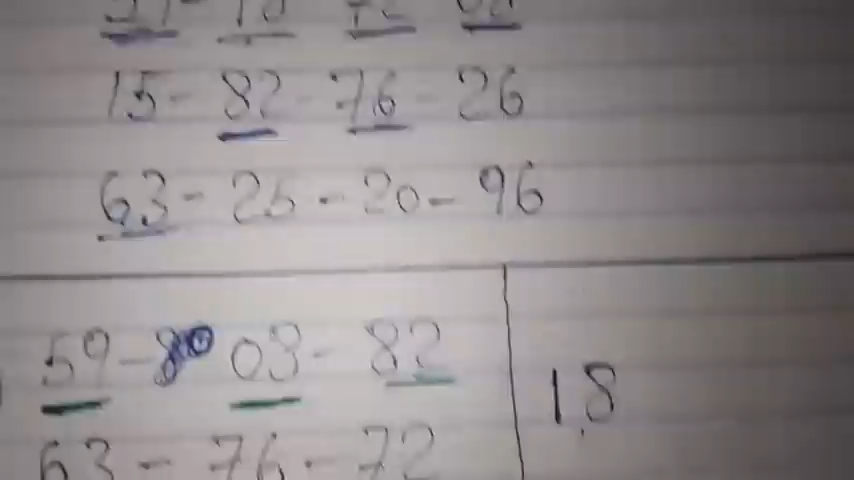 15 - 82 - 76 - 26
63 - 25 - 20 - 96
59 - 80 03 - 82
1,8
63 - 76 - 72